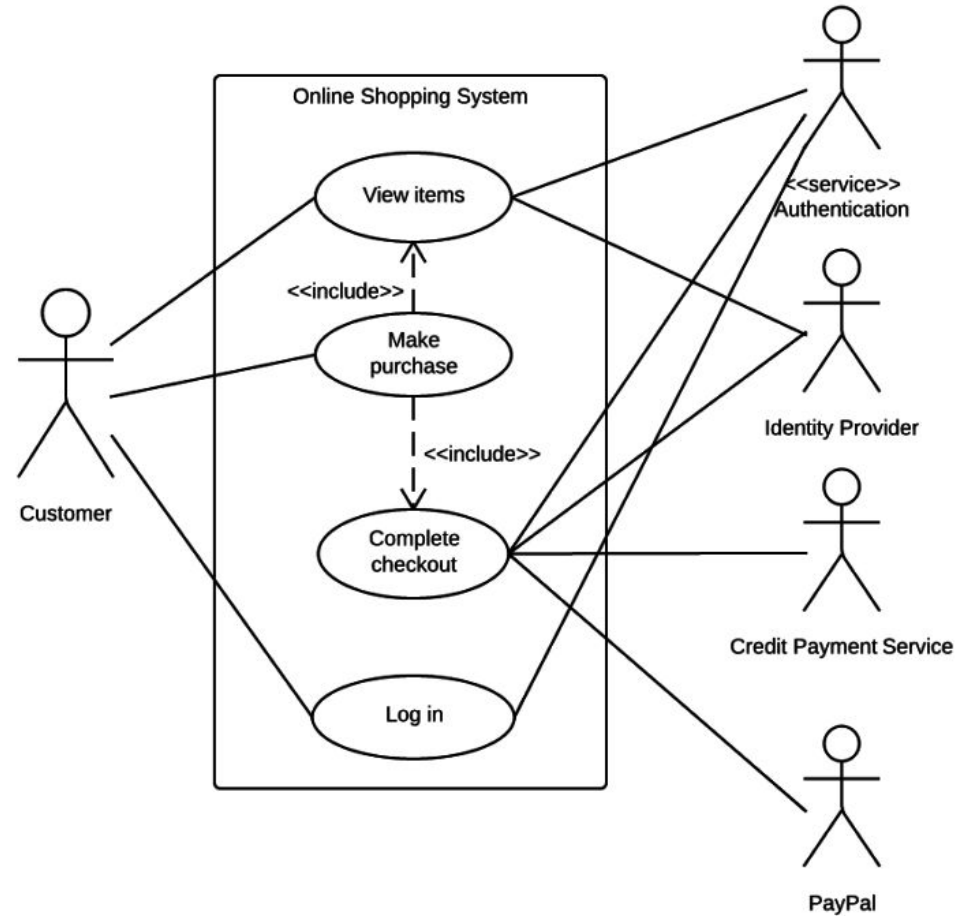 Online Shopping System
View items
<<include>>
Make
purchase
<<include>>
Complete
checkout
Log in
Customer
<<service>>
Authentication
Identity Provider
Credit Payment Service
PayPal